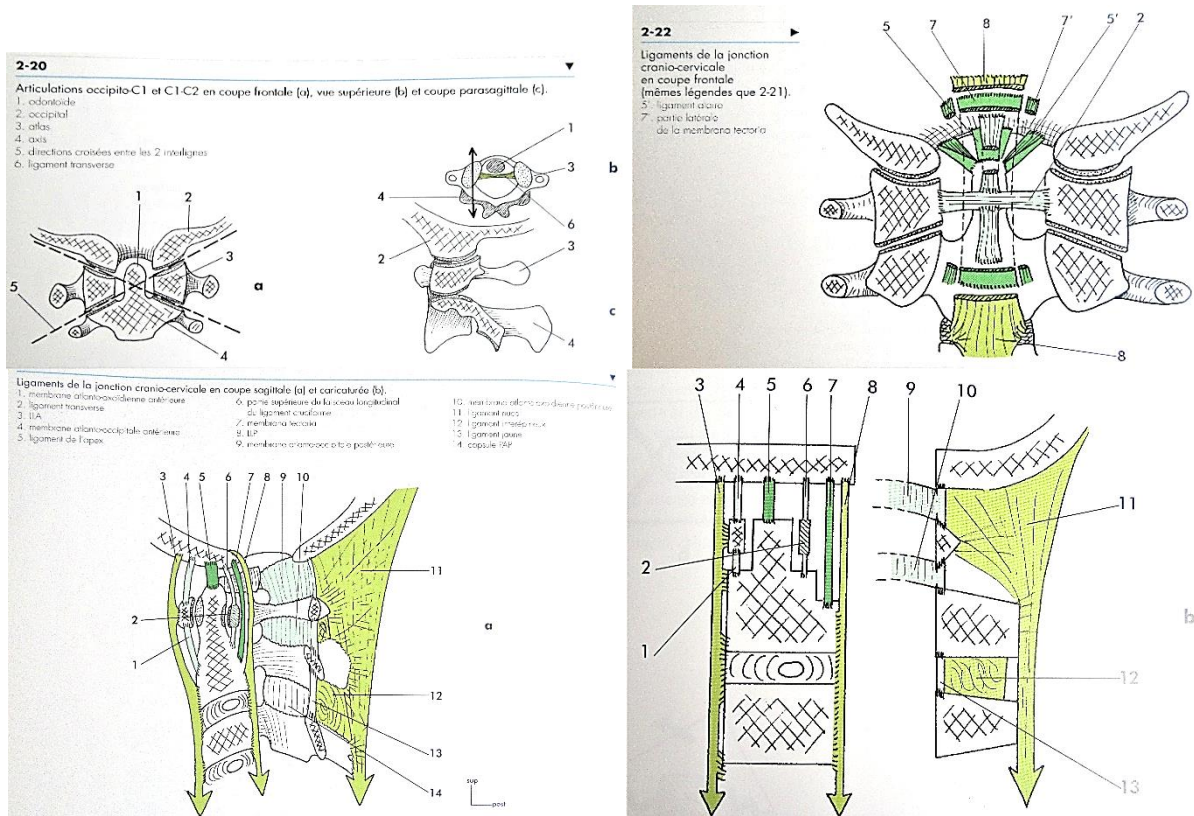 2-20
Articulations occipito-C1 et C1-C2 en coupe frontale (a), vue supérieure (b) et coupe parasagittale (c).
1. odontoïde
2. occipital
3. atlas
4. axis
5. directions croisées entre les 2 interlignes
6. ligament transverse
1
3
b
4
6
2
3
c
4
1
2
3
5
a
4
2-22
Ligaments de la jonction
cranio-cervicale
en coupe frontale
(mêmes légendes que 2-21).
5'. ligament alaire
7'. partie latérale
de la membrana tectoria
5
7
8
7'
5'
2
8
Ligaments de la jonction cranio-cervicale en coupe sagittale (a) et caricaturée (b).
1. membrane atlanto-axoïdienne antérieure
2. ligament transverse
3. LLA
4. membrane atlanto-occipitale antérieure
5. ligament de l'apex
6. partie supérieure du faisceau longitudinal
du ligament cruciforme
7. membrana tectoria
8. LLP
9. membrane atlanto-occipitale postérieure
10. membrane atlanto-axoïdienne postérieure
11. ligament nucal
12. ligament interépineux
13. ligament jaune
14. capsule PAP
3 4 5 6 7 8 9 10
11
2
a
1
12
13
14
sup
post
3 4 5 6 7 8 9 10
11
2
1
b
12
13